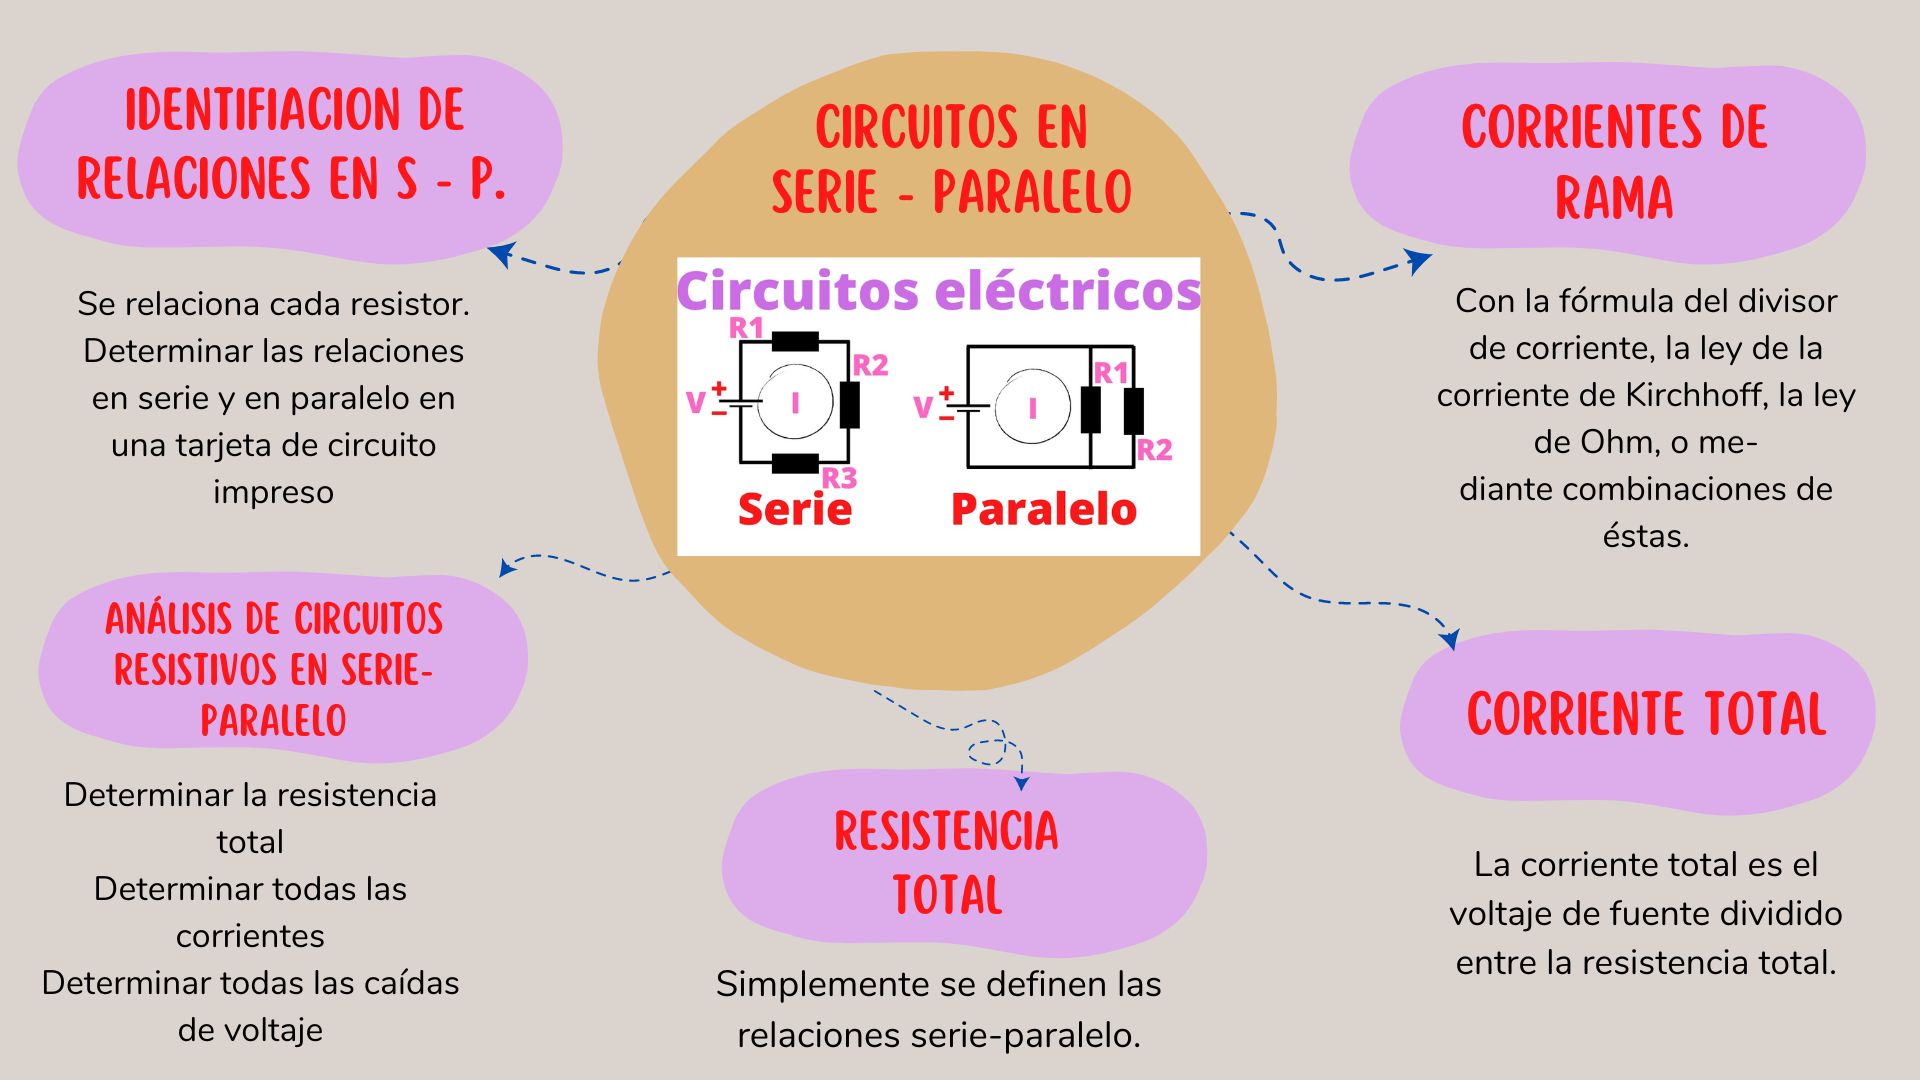 IDENTIFIACION DE
RELACIONES EN S - P.
Se relaciona cada resistor.
Determinar las relaciones
en serie y en paralelo en
una tarjeta de circuito
impreso
CIRCUITOS EN
SERIE - PARALELO
Circuitos eléctricos
R1
R2
V
+
−
I
R3
Serie
V
+
−
I
R1
R2
Paralelo
CORRIENTES DE
RAMA
Con la fórmula del divisor
de corriente, la ley de la
corriente de Kirchhoff, la ley
de Ohm, o me-
diante combinaciones de
éstas.
ANÁLISIS DE CIRCUITOS
RESISTIVOS EN SERIE-
PARALELO
Determinar la resistencia
total
Determinar todas las
corrientes
Determinar todas las caídas
de voltaje
RESISTENCIA
TOTAL
Simplemente se definen las
relaciones serie-paralelo.
CORRIENTE TOTAL
La corriente total es el
voltaje de fuente dividido
entre la resistencia total.